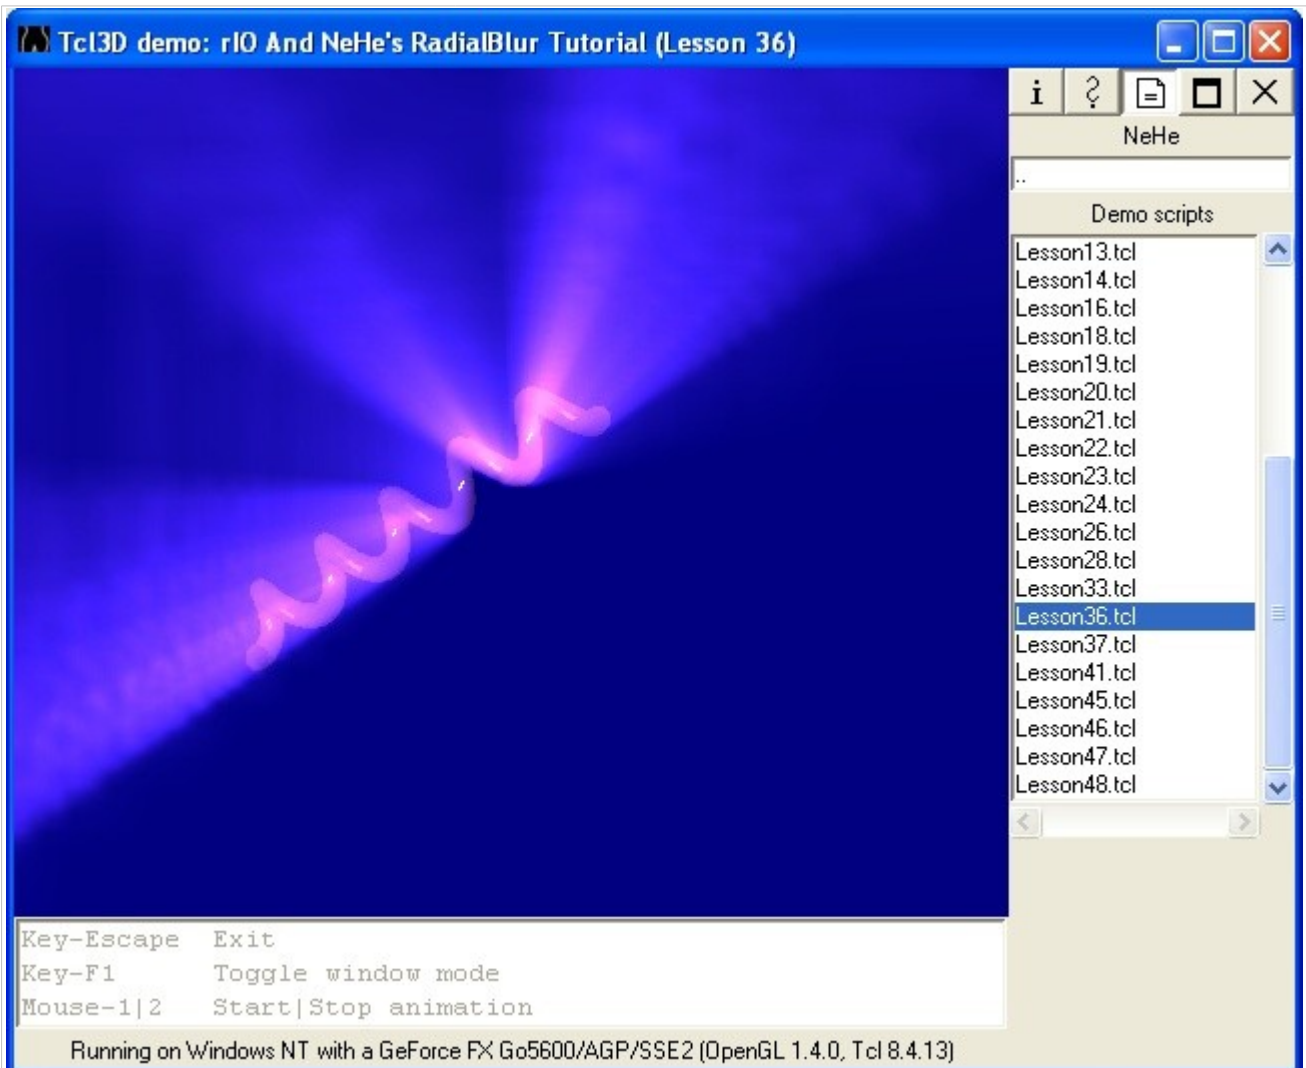 Tcl3D demo: rIO And NeHe's RadialBlur Tutorial (Lesson 36)
i ?
NeHe
..
Demo scripts
Lesson13.tcl
Lesson14.tcl
Lesson16.tcl
Lesson18.tcl
Lesson19.tcl
Lesson20.tcl
Lesson21.tcl
Lesson22.tcl
Lesson23.tcl
Lesson24.tcl
Lesson26.tcl
Lesson28.tcl
Lesson33.tcl
Lesson36.tcl
Lesson37.tcl
Lesson41.tcl
Lesson45.tcl
Lesson46.tcl
Lesson47.tcl
Lesson48.tcl
Key-Escape Exit
Key-F1 Toggle window mode
Mouse-1|2 Start|Stop animation
Running on Windows NT with a GeForce FX Go5600/AGP/SSE2 (OpenGL 1.4.0, Tcl 8.4.13)